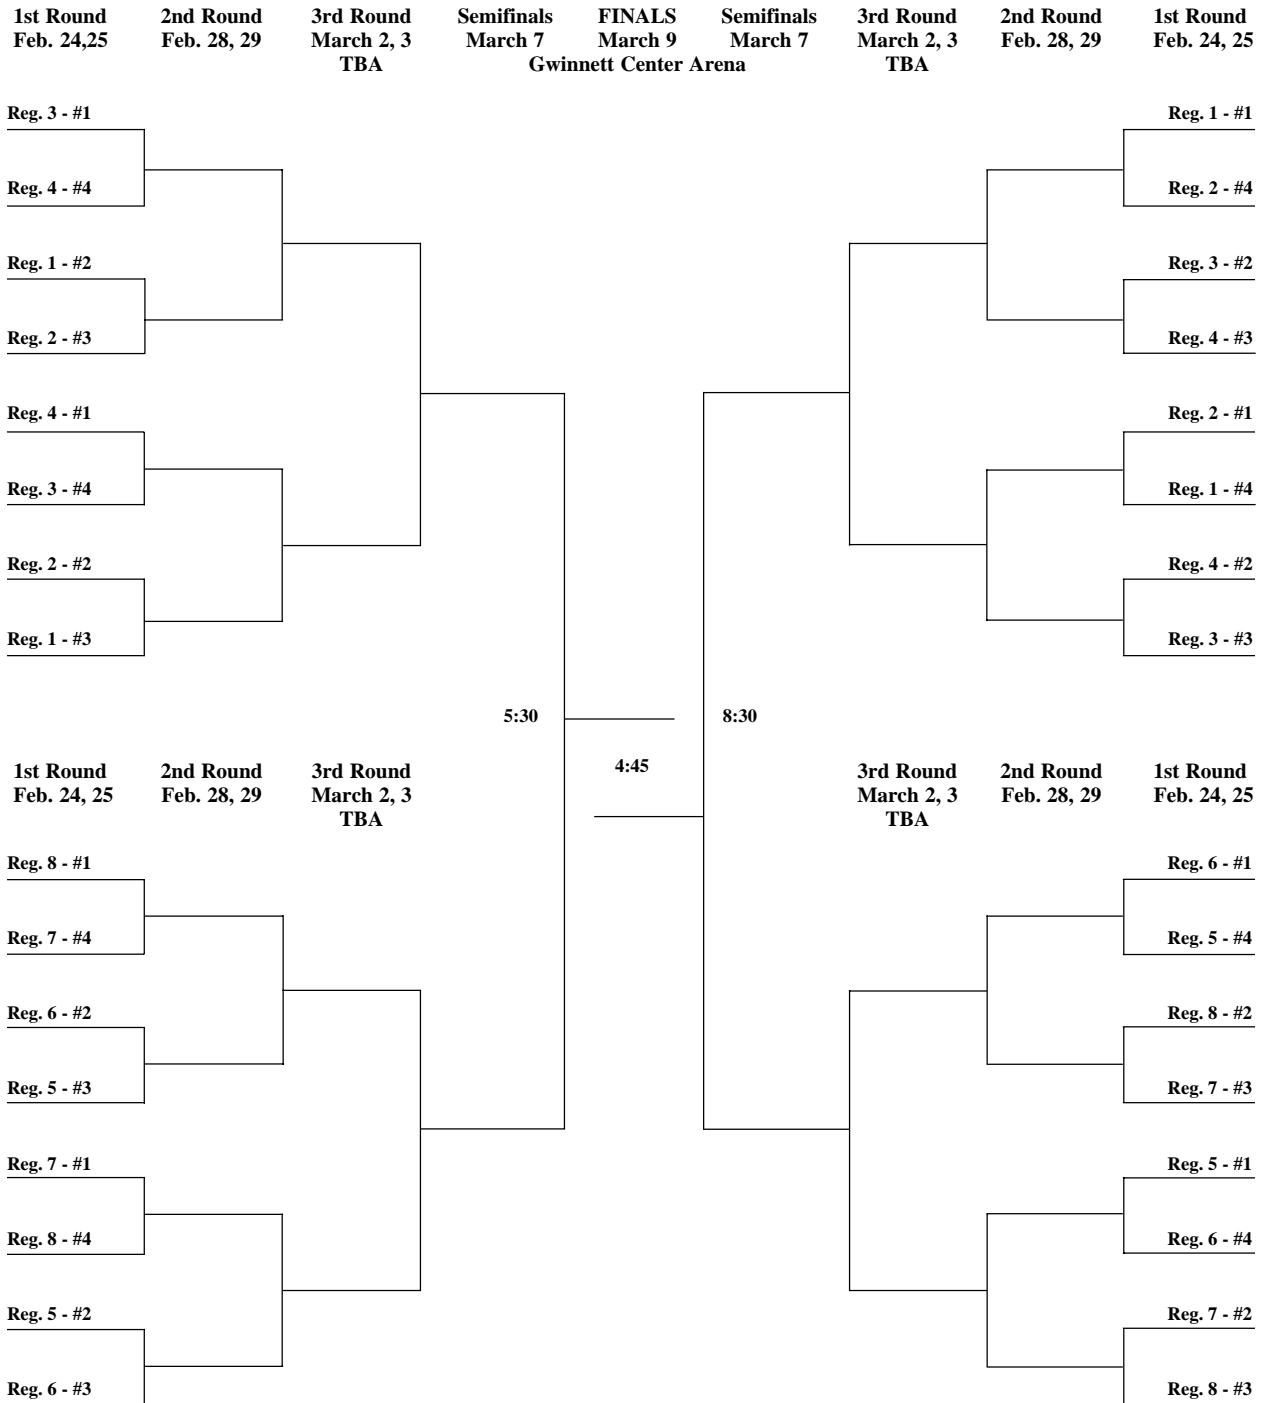 1st Round 2nd Round 3rd Round Semifinals FINALS Semifinals 3rd Round 2nd Round 1st Round
Feb. 24,25 Feb. 28, 29 March 2, 3 March 7 March 9 March 7 March 2, 3 Feb. 28, 29 Feb. 24, 25
TBA Gwinnett Center Arena TBA
Reg. 3 - #1 Reg. 1 - #1
Reg. 4 - #4 Reg. 2 - #4
Reg. 1 - #2 Reg. 3 - #2
Reg. 2 - #3 Reg. 4 - #3
Reg. 4 - #1 Reg. 2 - #1
Reg. 3 - #4 Reg. 1 - #4
Reg. 2 - #2 Reg. 4 - #2
Reg. 1 - #3 Reg. 3 - #3
5:30 8:30
4:45
1st Round 2nd Round 3rd Round 3rd Round 2nd Round 1st Round
Feb. 24, 25 Feb. 28, 29 March 2, 3 March 2, 3 Feb. 28, 29 Feb. 24, 25
TBA TBA
Reg. 8 - #1 Reg. 6 - #1
Reg. 7 - #4 Reg. 5 - #4
Reg. 6 - #2 Reg. 8 - #2
Reg. 5 - #3 Reg. 7 - #3
Reg. 7 - #1 Reg. 5 - #1
Reg. 8 - #4 Reg. 6 - #4
Reg. 5 - #2 Reg. 7 - #2
Reg. 6 - #3 Reg. 8 - #3